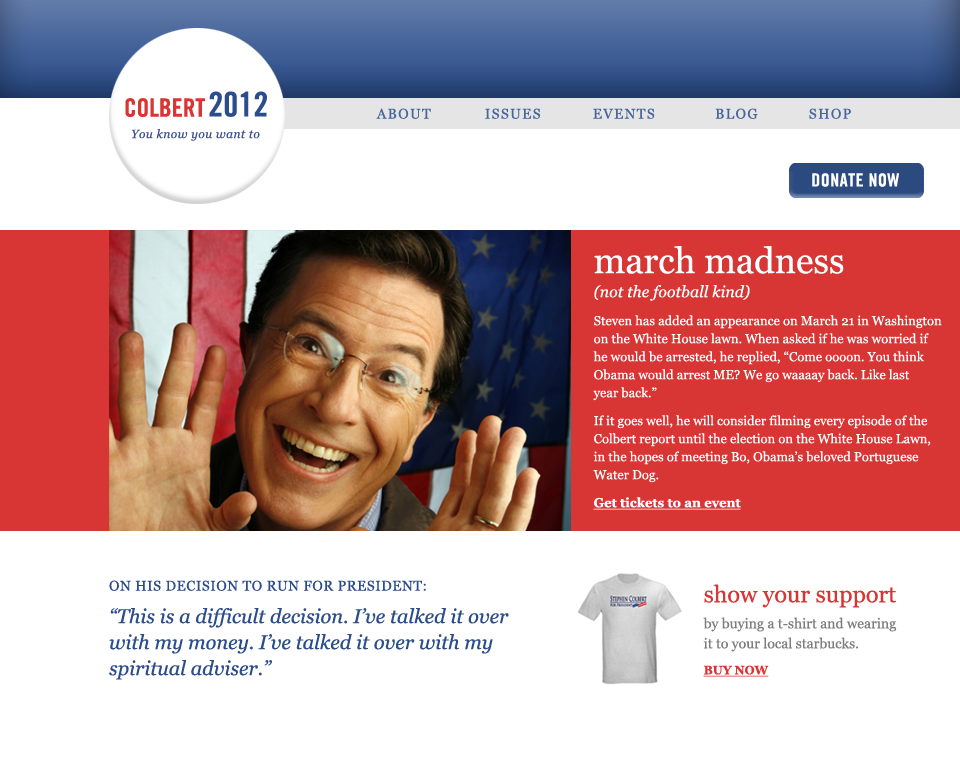 COLBERT 2012
You know you want to
ABOUT ISSUES EVENTS BLOG SHOP
DONATE NOW
march madness
(not the football kind)
Steven has added an appearance on March 21 in Washington
on the White House lawn. When asked if he was worried if
he would be arrested, he replied, “Come ooooon. You think
Obama would arrest ME? We go waaaay back. Like last
year back.”
If it goes well, he will consider filming every episode of the
Colbert report until the election on the White House Lawn,
in the hopes of meeting Bo, Obama’s beloved Portuguese
Water Dog.
Get tickets to an event
ON HIS DECISION TO RUN FOR PRESIDENT:
“This is a difficult decision. I’ve talked it over
with my money. I’ve talked it over with my
spiritual adviser.”
STEPHEN COLBERT
FOR PRESIDENT
show your support
by buying a t-shirt and wearing
it to your local starbucks.
BUY NOW